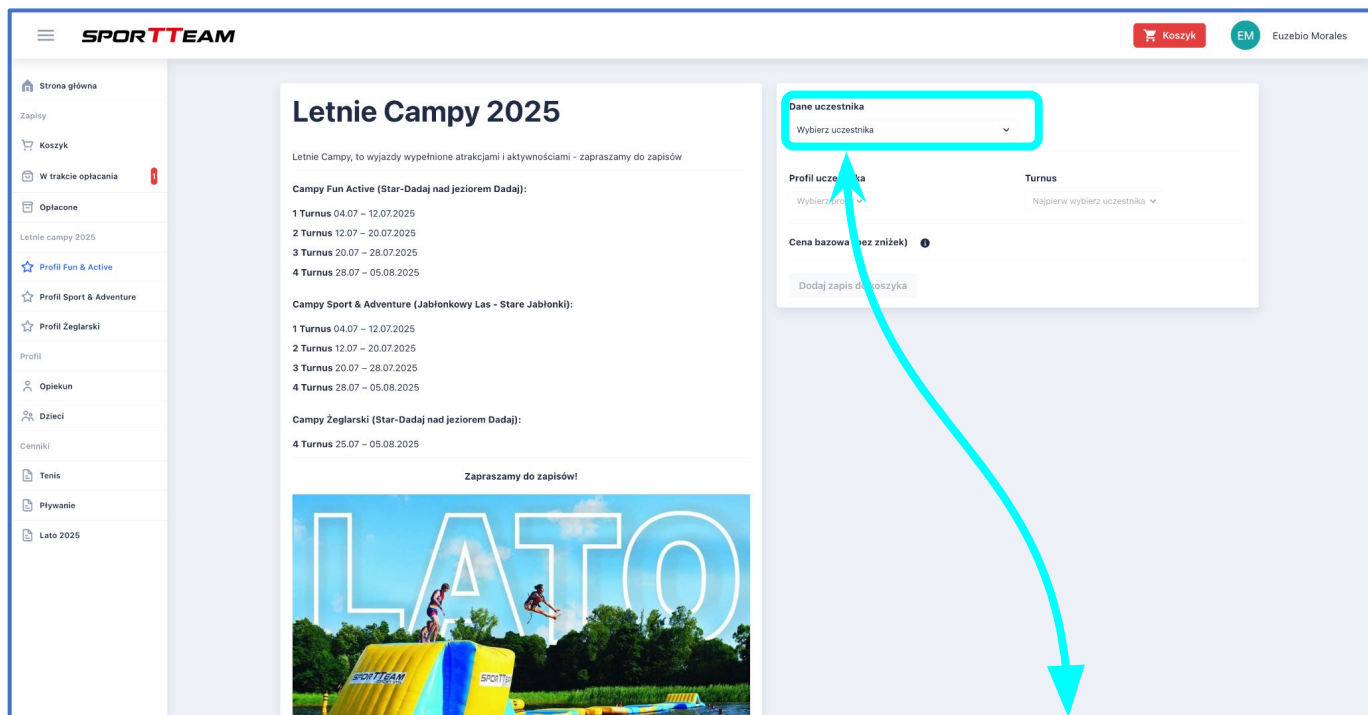 SPORTTEAM
Koszyk
EM
Euzebio Morales
Strona główna
Zapisy
Koszyk
W trakcie opłacania
1
Opłacone
Letnie campy 2025
Profil Fun & Active
Profil Sport & Adventure
Profil Żeglarski
Profil
Opiekun
Dzieci
Cenniki
Tenis
Pływanie
Lato 2025
Letnie Campy 2025
Letnie Campy, to wyjazdy wypełnione atrakcjami i aktywnościami - zapraszamy do zapisów
Campy Fun Active (Star-Dadaj nad jeziorem Dadaj):
1 Turnus 04.07 – 12.07.2025
2 Turnus 12.07 – 20.07.2025
3 Turnus 20.07 – 28.07.2025
4 Turnus 28.07 – 05.08.2025
Campy Sport & Adventure (Jabłonkowy Las - Stare Jabłonki):
1 Turnus 04.07 – 12.07.2025
2 Turnus 12.07 – 20.07.2025
3 Turnus 20.07 – 28.07.2025
4 Turnus 28.07 – 05.08.2025
Campy Żeglarski (Star-Dadaj nad jeziorem Dadaj):
4 Turnus 25.07 – 05.08.2025
Zapraszamy do zapisów!
LATO
SPORTTEAM
Dane uczestnika
Wybierz uczestnika
Profil
Turnus
Wybierz
Najpierw wybierz uczestnika
Cena bazowa zniżek)
Dodaj zapis koszyka